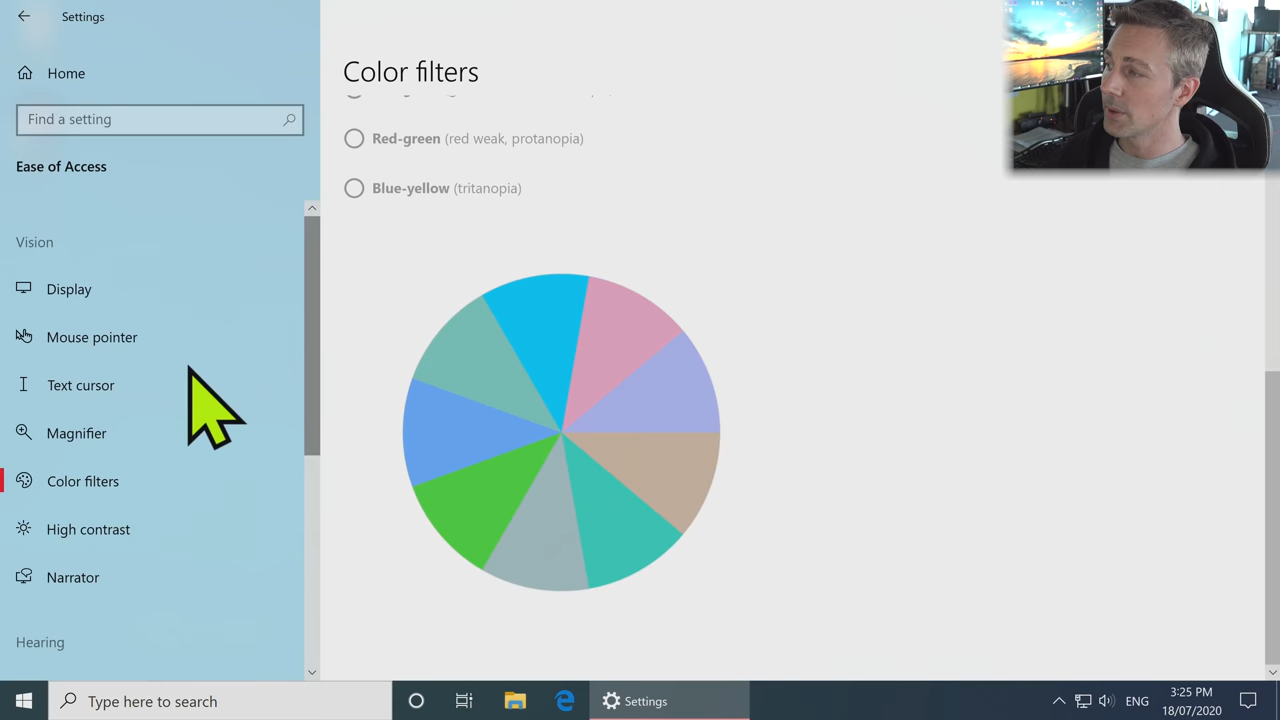 Settings
Home
Find a setting
Ease of Access
Vision
Display
Mouse pointer
Text cursor
Magnifier
Color filters
High contrast
Narrator
Hearing
Color filters
Red-green (red weak, protanopia)
Blue-yellow (tritanopia)
Type here to search
Settings
ENG
3:25 PM
18/07/2020